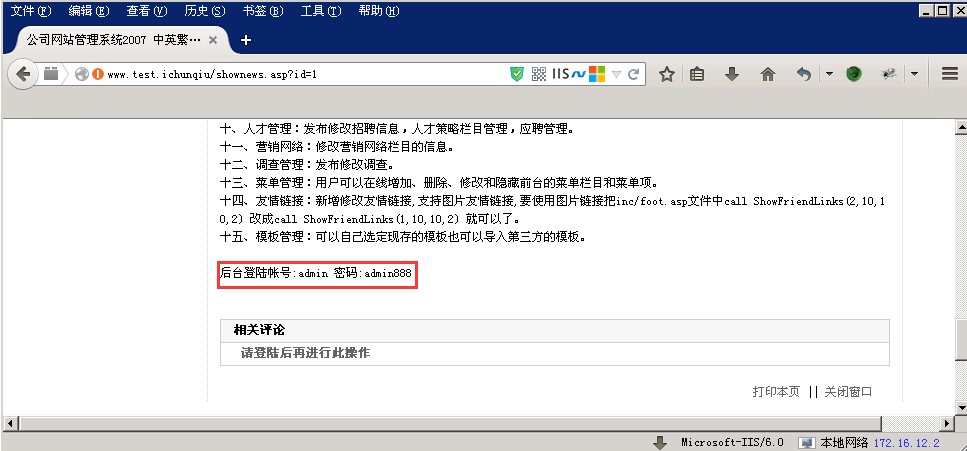 文件(F) 编辑(E) 查看(V) 历史(S) 书签(B) 工具(T) 帮助(H)
公司网站管理系统2007 中英繁…
www.test.ichunqiu/shownews.asp?id=1
IIS
十、人才管理：发布修改招聘信息，人才策略栏目管理，应聘管理。
十一、营销网络：修改营销网络栏目的信息。
十二、调查管理：发布修改调查。
十三、菜单管理：用户可以在线增加、删除、修改和隐藏前台的菜单栏目和菜单项。
十四、友情链接：新增修改友情链接,支持图片友情链接,要使用图片链接把inc/foot.asp文件中call ShowFriendLinks(2,10,1
0,2) 改成call ShowFriendLinks(1,10,10,2) 就可以了。
十五、模板管理：可以自己选定现存的模板也可以导入第三方的模板。
后台登陆帐号:admin 密码:admin888
相关评论
请登陆后再进行此操作
打印本页 || 关闭窗口
Microsoft-IIS/6.0 本地网络 172.16.12.2